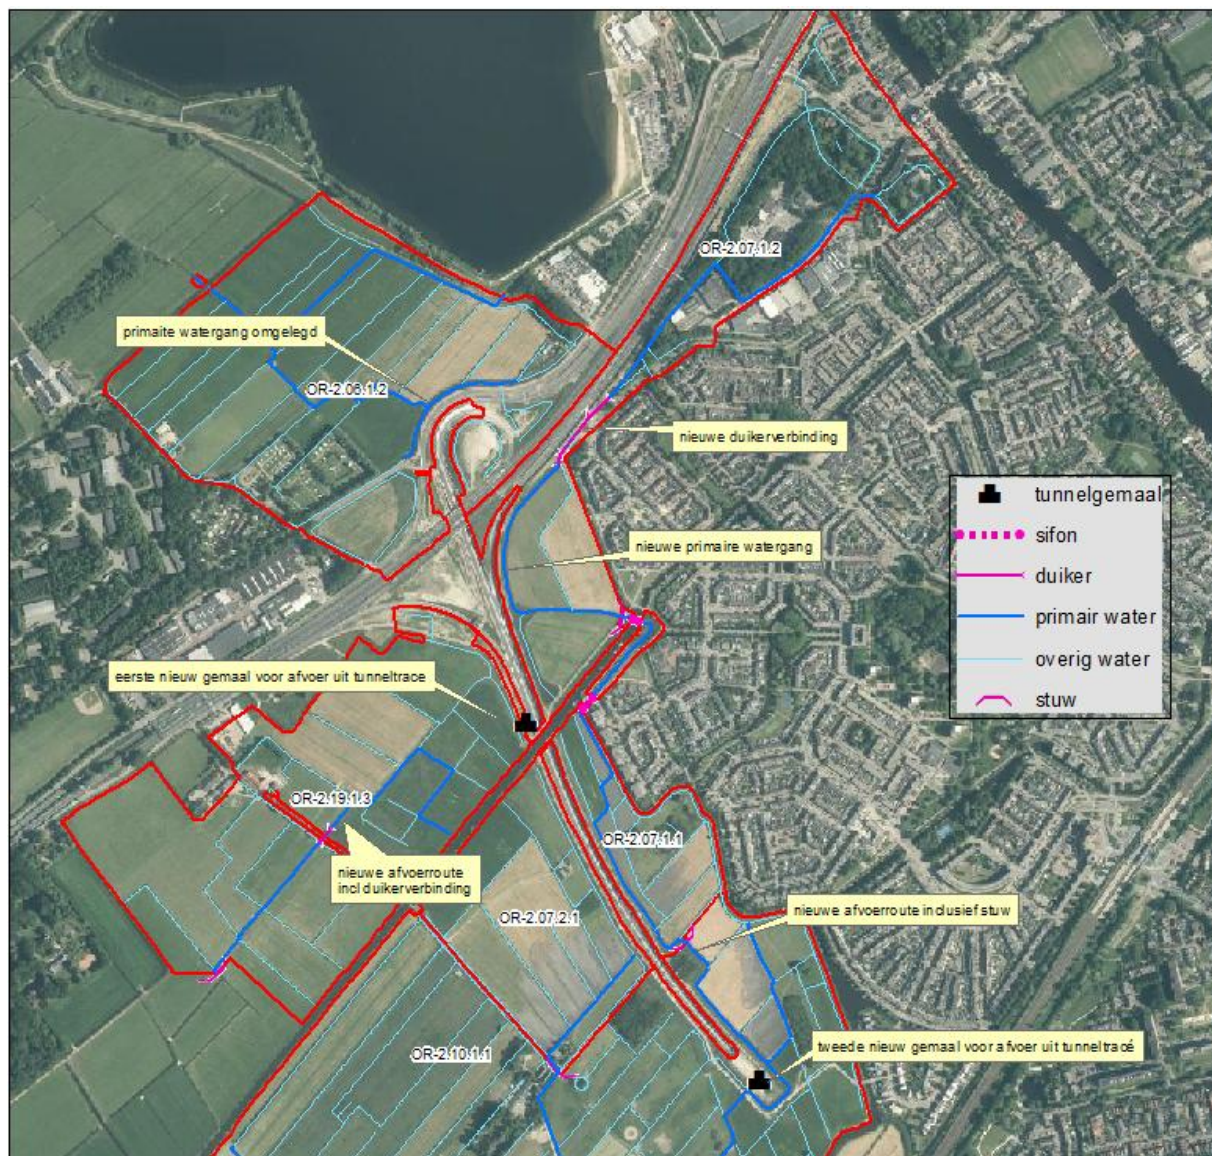 OR-2.07.1.2
primaite watergang omgelegd
OR-2.06.1.2
nieuwe duikerverbinding
tunnelgemaal
sifon
duiker
primair water
overig water
stuw
nieuwe primaire watergang
eerste nieuw gemaal voor afvoer uit tunneltrace
OR-2.19.1.3
OR-2.07.1.1
nieuwe afvoerroute
incl duikerverbinding
nieuwe afvoerroute inclusief stuw
OR-2.07.2.1
OR-2.10.1.1
tweede nieuw gemaal voor afvoer uit tunneltracé